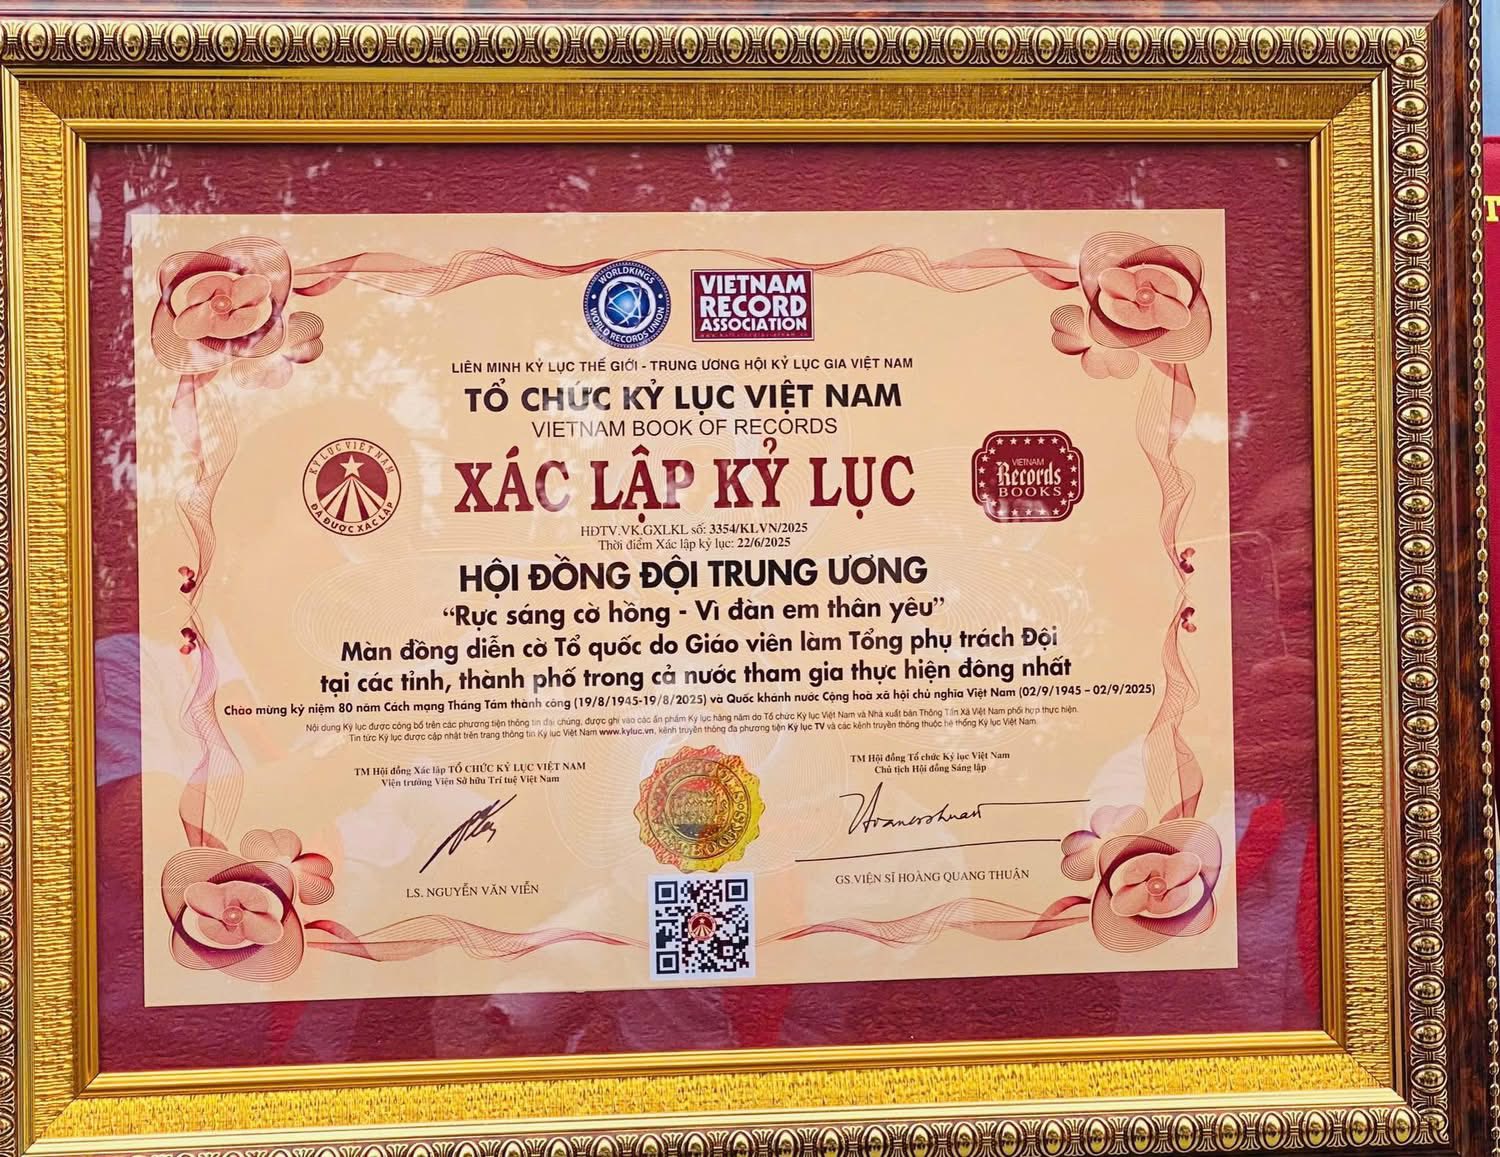 WORLDKINGS
WORLD RECORDS UNION
VIETNAM
RECORD
ASSOCIATION
LIÊN MINH KỶ LỤC THẾ GIỚI - TRUNG ƯƠNG HỘI KỶ LỤC GIA VIỆT NAM
TỔ CHỨC KỶ LỤC VIỆT NAM
VIETNAM BOOK OF RECORDS
KỶ LỤC VIỆT NAM
ĐÃ ĐƯỢC XÁC LẬP
XÁC LẬP KỶ LỤC
VIETNAM
Records
BOOKS
HĐTV.VK.GXLKL số: 3354/KLVN/2025
Thời điểm Xác lập kỷ lục: 22/6/2025
HỘI ĐỒNG ĐỘI TRUNG ƯƠNG
“Rực sáng cờ hồng - Vì đàn em thân yêu”
Màn đồng diễn cờ Tổ quốc do Giáo viên làm Tổng phụ trách Đội
tại các tỉnh, thành phố trong cả nước tham gia thực hiện đông nhất
Chào mừng kỷ niệm 80 năm Cách mạng Tháng Tám thành công (19/8/1945-19/8/2025) và Quốc khánh nước Cộng hoà xã hội chủ nghĩa Việt Nam (02/9/1945 – 02/9/2025)
Nội dung Kỷ lục được công bố trên các phương tiện thông tin đại chúng, được ghi vào các ấn phẩm Kỷ lục hàng năm do Tổ chức Kỷ lục Việt Nam và Nhà xuất bản Thông Tấn Xã Việt Nam phối hợp thực hiện.
Tin tức Kỷ lục được cập nhật trên trang thông tin Kỷ lục Việt Nam www.kyluc.vn, kênh truyền thông đa phương tiện Kỷ lục TV và các kênh truyền thông thuộc hệ thống Kỷ lục Việt Nam
TM Hội đồng Xác lập TỔ CHỨC KỶ LỤC VIỆT NAM
Viện trưởng Viện Sở hữu Trí tuệ Việt Nam
TM Hội đồng Tổ chức Kỷ lục Việt Nam
Chủ tịch Hội đồng Sáng lập
LS. NGUYỄN VĂN VIỄN
GS.VIỆN SĨ HOÀNG QUANG THUẬN